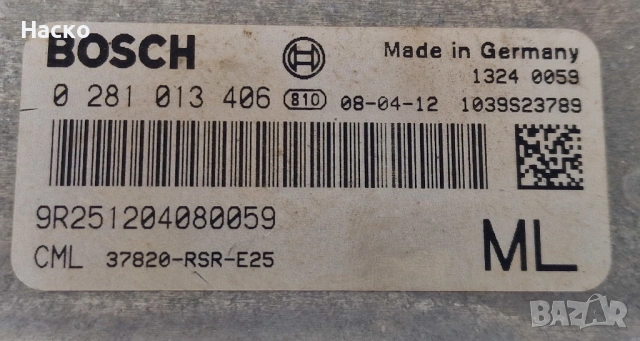 Наско
BOSCH
Made in Germany
1324 0059
0 281 013 406 810 08-04-12 1039S23789
9R251204080059
CML 37820-RSR-E25
ML
BAZAR